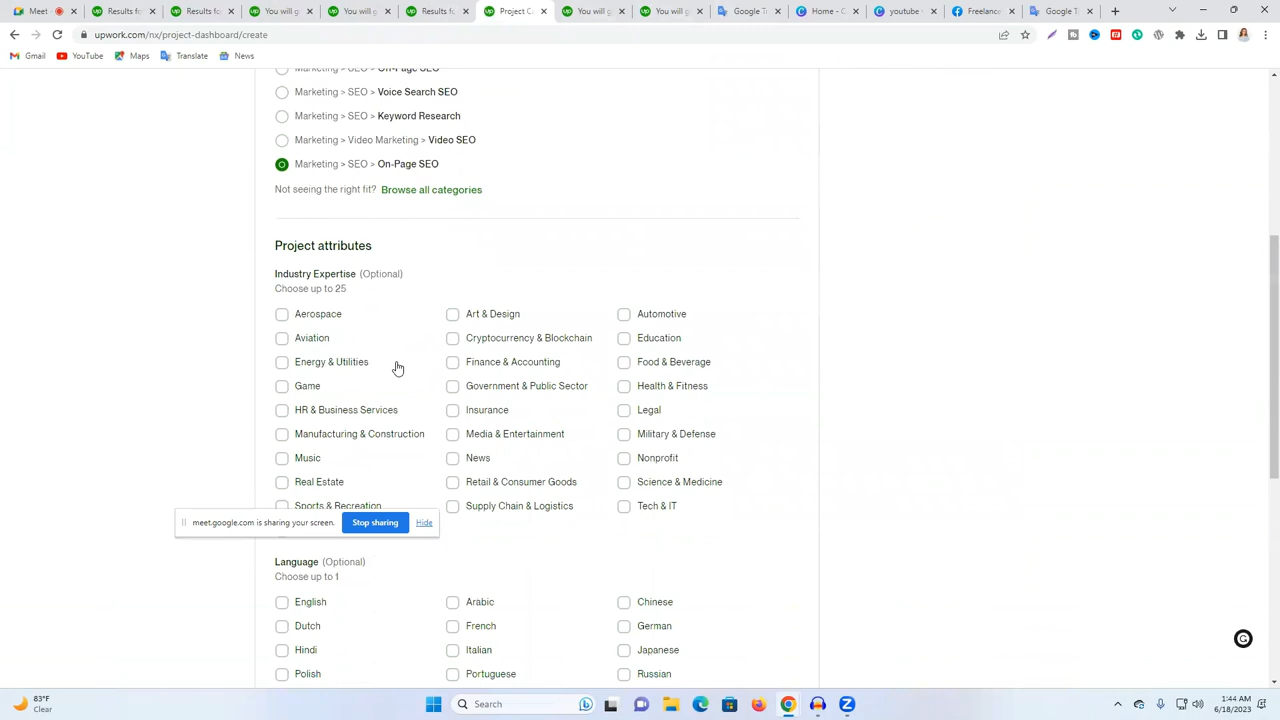 Meet
Results fo
Results fo
You will g
You will g
Results fo
Project C
You will g
You will g
Google T
Home - C
youtube
Freelanc
Google T
upwork.com/nx/project-dashboard/create
Gmail YouTube Maps Translate News
Marketing > SEO > On-Page SEO
Marketing > SEO > Voice Search SEO
Marketing > SEO > Keyword Research
Marketing > Video Marketing > Video SEO
Marketing > SEO > On-Page SEO
Not seeing the right fit? Browse all categories
Project attributes
Industry Expertise (Optional)
Choose up to 25
Aerospace Art & Design Automotive
Aviation Cryptocurrency & Blockchain Education
Energy & Utilities Finance & Accounting Food & Beverage
Game Government & Public Sector Health & Fitness
HR & Business Services Insurance Legal
Manufacturing & Construction Media & Entertainment Military & Defense
Music News Nonprofit
Real Estate Retail & Consumer Goods Science & Medicine
Sports & Recreation Supply Chain & Logistics Tech & IT
meet.google.com is sharing your screen. Stop sharing Hide
Language (Optional)
Choose up to 1
English Arabic Chinese
Dutch French German
Hindi Italian Japanese
Polish Portuguese Russian
83°F
Clear
Search
1:44 AM
6/18/2023